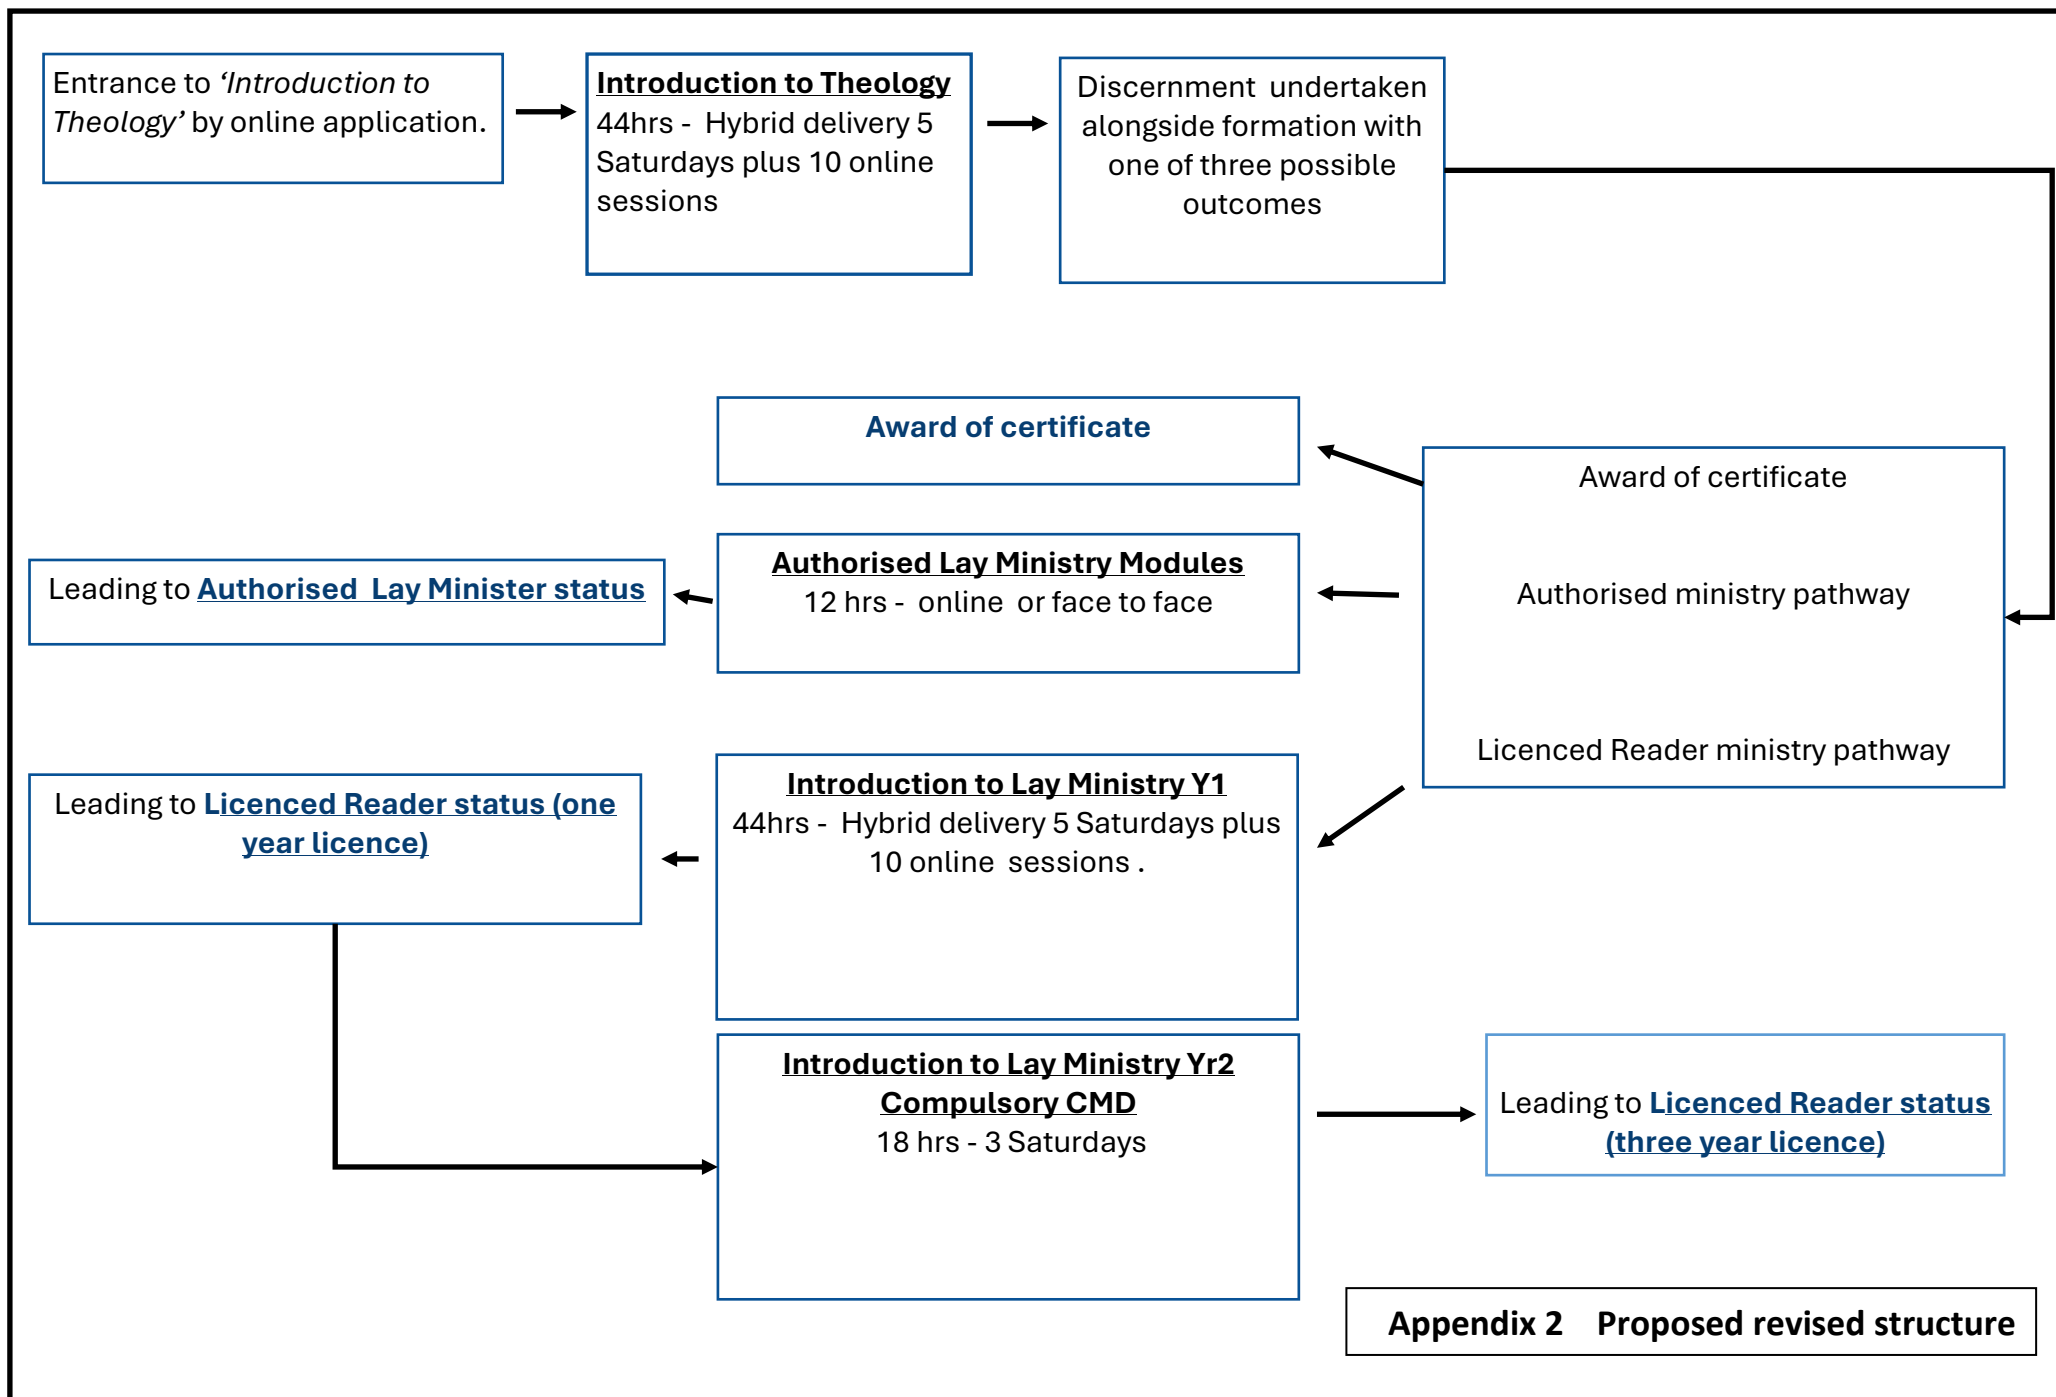 Entrance to ‘Introduction to
Theology’ by online application.
Introduction to Theology
44hrs - Hybrid delivery 5
Saturdays plus 10 online
sessions
Discernment undertaken
alongside formation with
one of three possible
outcomes
Award of certificate
Authorised ministry pathway
Licenced Reader ministry pathway
Award of certificate
Authorised Lay Ministry Modules
12 hrs - online or face to face
Leading to Authorised Lay Minister status
Introduction to Lay Ministry Y1
44hrs - Hybrid delivery 5 Saturdays plus
10 online sessions .
Leading to Licenced Reader status (one
year licence)
Introduction to Lay Ministry Yr2
Compulsory CMD
18 hrs - 3 Saturdays
Leading to Licenced Reader status
(three year licence)
Appendix 2 Proposed revised structure